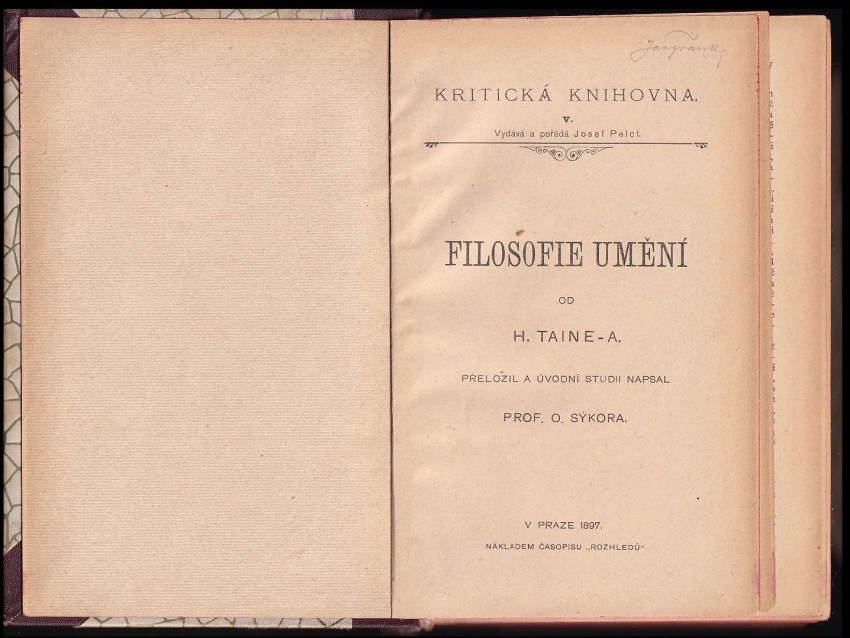 KRITICKÁ KNIHOVNA.
V.
Vydává a pořádá Josef Pelcl.
FILOSOFIE UMĚNÍ
OD
H. TAINE-A.
PŘELOŽIL A ÚVODNÍ STUDII NAPSAL
PROF. O. SÝKORA.
V PRAZE 1897.
NÁKLADEM ČASOPISU „ROZHLEDŮ“